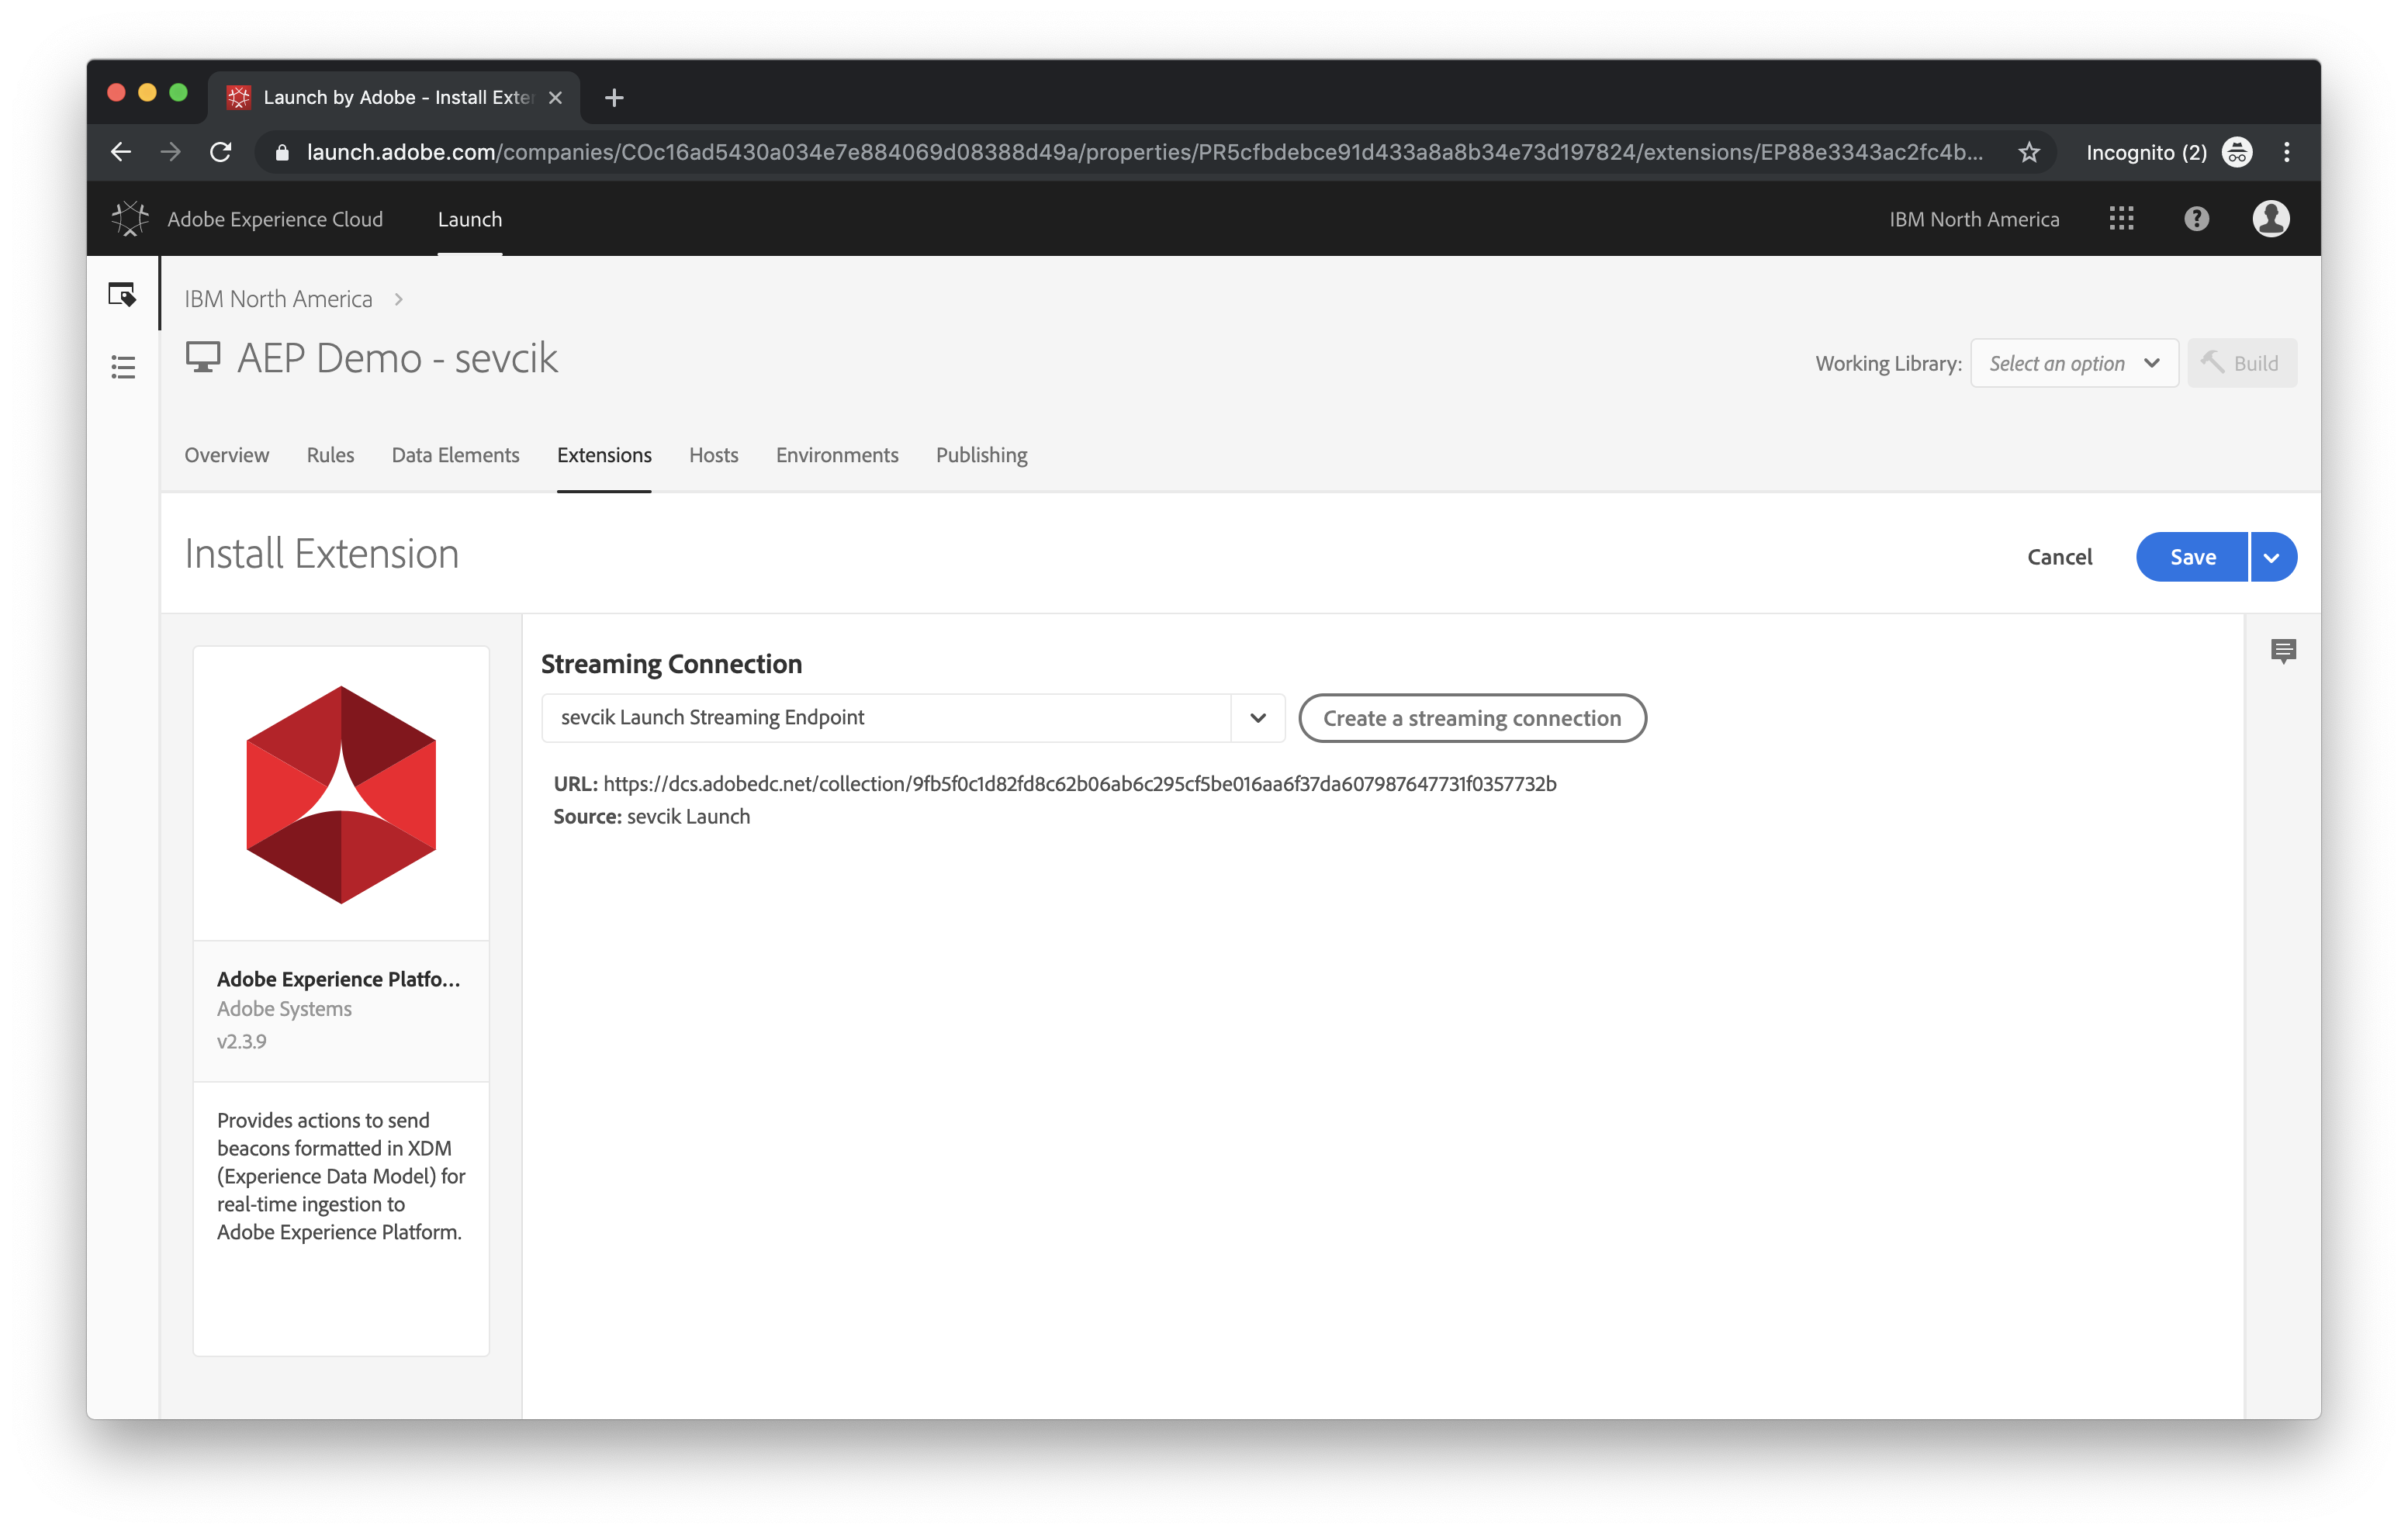 Launch by Adobe - Install Exte
launch.adobe.com/companies/COc16ad5430a034e7e884069d08388d49a/properties/PR5cfbdebce91d433a8a8b34e73d197824/extensions/EP88e3343ac2fc4b...
Incognito (2)
Adobe Experience Cloud
Launch
IBM North America
IBM North America
AEP Demo - sevcik
Working Library:
Select an option
Build
Overview
Rules
Data Elements
Extensions
Hosts
Environments
Publishing
Install Extension
Cancel
Save
Streaming Connection
sevcik Launch Streaming Endpoint
Create a streaming connection
URL: https://dcs.adobedc.net/collection/9fb5f0c1d82fd8c62b06ab6c295cf5be016aa6f37da607987647731f0357732b
Source: sevcik Launch
Adobe Experience Platfo...
Adobe Systems
v2.3.9
Provides actions to send
beacons formatted in XDM
(Experience Data Model) for
real-time ingestion to
Adobe Experience Platform.